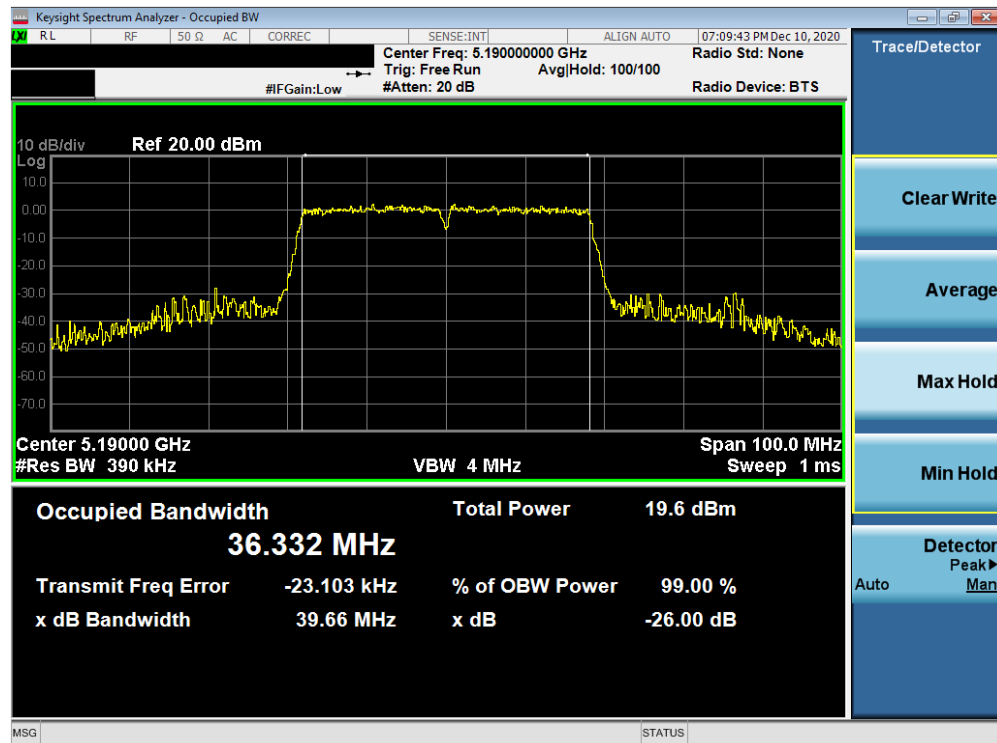 Keysight Spectrum Analyzer - Occupied BW
LXI RL RF 50 Ω AC CORREC SENSE:INT ALIGN AUTO 07:09:43 PM Dec 10, 2020
Center Freq: 5.190000000 GHz Radio Std: None
Trig: Free Run Avg|Hold: 100/100
#IFGain:Low #Atten: 20 dB Radio Device: BTS
10 dB/div Ref 20.00 dBm
Log
10.0
0.00
-10.0
-20.0
-30.0
-40.0
-50.0
-60.0
-70.0
Center 5.19000 GHz Span 100.0 MHz
#Res BW 390 kHz VBW 4 MHz Sweep 1 ms
Occupied Bandwidth Total Power 19.6 dBm
36.332 MHz
Transmit Freq Error -23.103 kHz % of OBW Power 99.00 %
x dB Bandwidth 39.66 MHz x dB -26.00 dB
MSG STATUS
Trace/Detector
Clear Write
Average
Max Hold
Min Hold
Detector
Peak▶
Auto Man